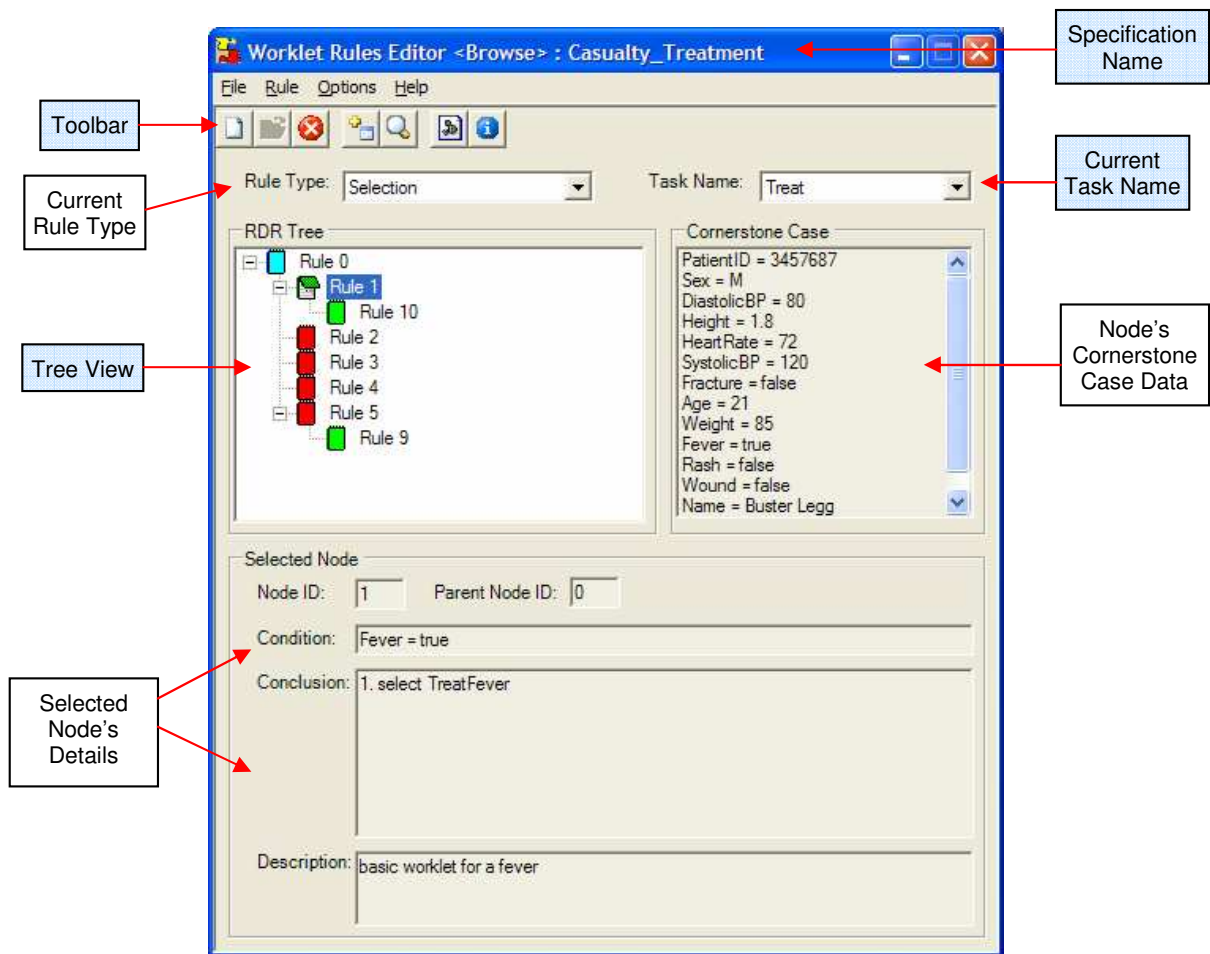 Specification
Name
Worklet Rules Editor <Browse> : Casualty_Treatment
File Rule Options Help
Toolbar
Current
Rule Type
Rule Type: Selection
Task Name: Treat
Current
Task Name
RDR Tree
Rule 0
Rule 1
Rule 10
Rule 2
Rule 3
Rule 4
Rule 5
Rule 9
Tree View
Cornerstone Case
PatientID = 3457687
Sex = M
DiastolicBP = 80
Height = 1.8
HeartRate = 72
SystolicBP = 120
Fracture = false
Age = 21
Weight = 85
Fever = true
Rash = false
Wound = false
Name = Buster Legg
Node's
Cornerstone
Case Data
Selected Node
Node ID: 1 Parent Node ID: 0
Condition: Fever = true
Conclusion: 1. select TreatFever
Selected
Node's
Details
Description: basic worklet for a fever